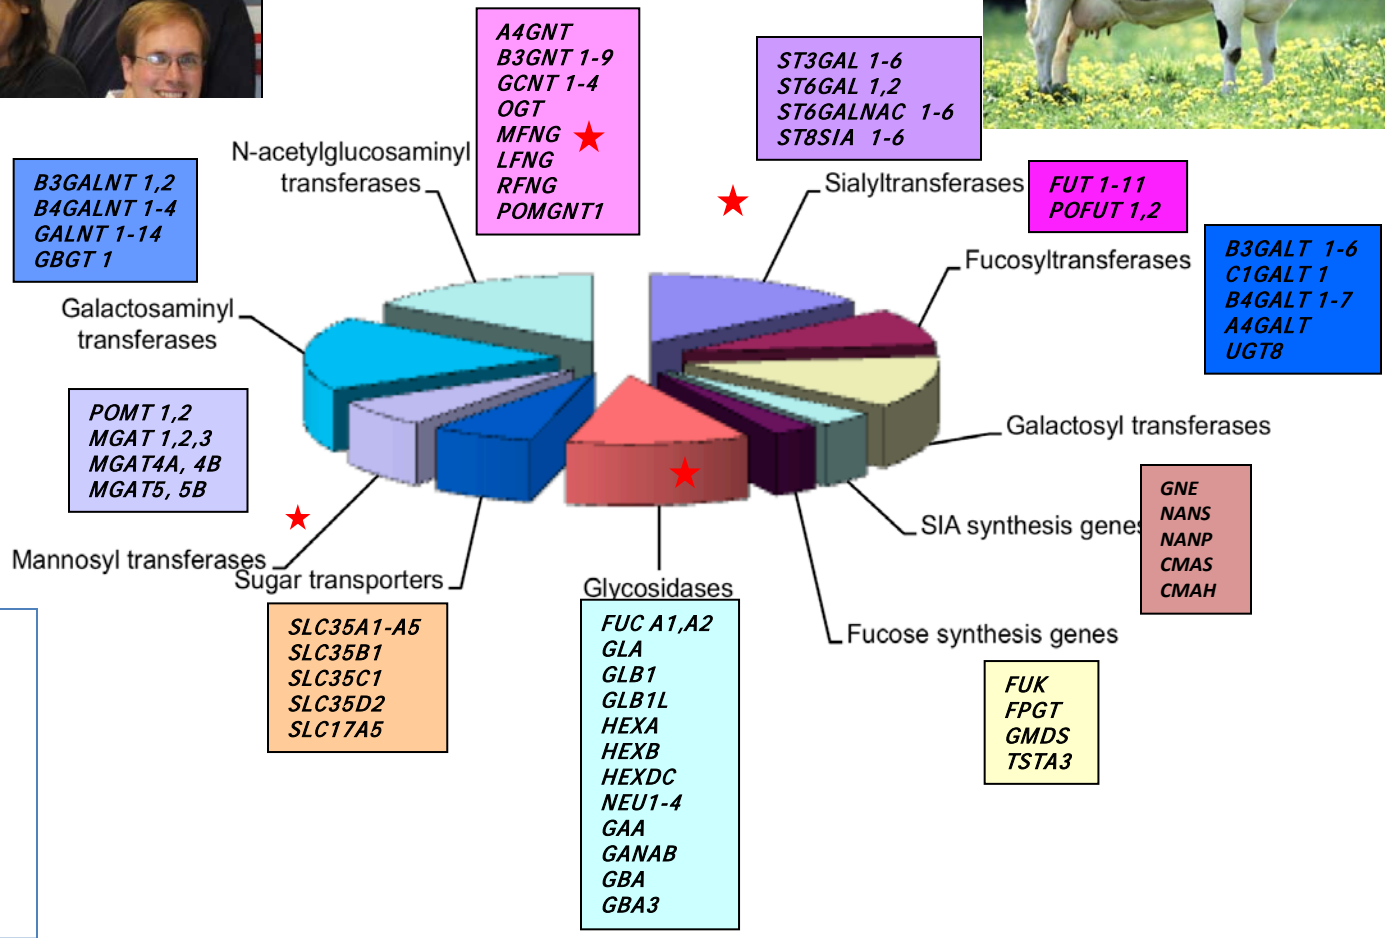 A4GNT
B3GNT 1-9
GCNT 1-4
OGT
MFNG
LFNG
RFNG
POMGNT1
ST3GAL 1-6
ST6GAL 1,2
ST6GALNAC 1-6
ST8SIA 1-6
N-acetylglucosaminyl
transferases
Sialyltransferases
FUT 1-11
POFUT 1,2
B3GALNT 1,2
B4GALNT 1-4
GALNT 1-14
GBGT 1
Fucosyltransferases
B3GALT 1-6
C1GALT 1
B4GALT 1-7
A4GALT
UGT8
Galactosaminyl
transferases
POMT 1,2
MGAT 1,2,3
MGAT4A, 4B
MGAT5, 5B
Galactosyl transferases
SIA synthesis genes
GNE
NANS
NANP
CMAS
CMAH
Mannosyl transferases
Sugar transporters
Glycosidases
SLC35A1-A5
SLC35B1
SLC35C1
SLC35D2
SLC17A5
FUC A1,A2
GLA
GLB1
GLB1L
HEXA
HEXB
HEXDC
NEU1-4
GAA
GANAB
GBA
GBA3
Fucose synthesis genes
FUK
FPGT
GMDS
TSTA3